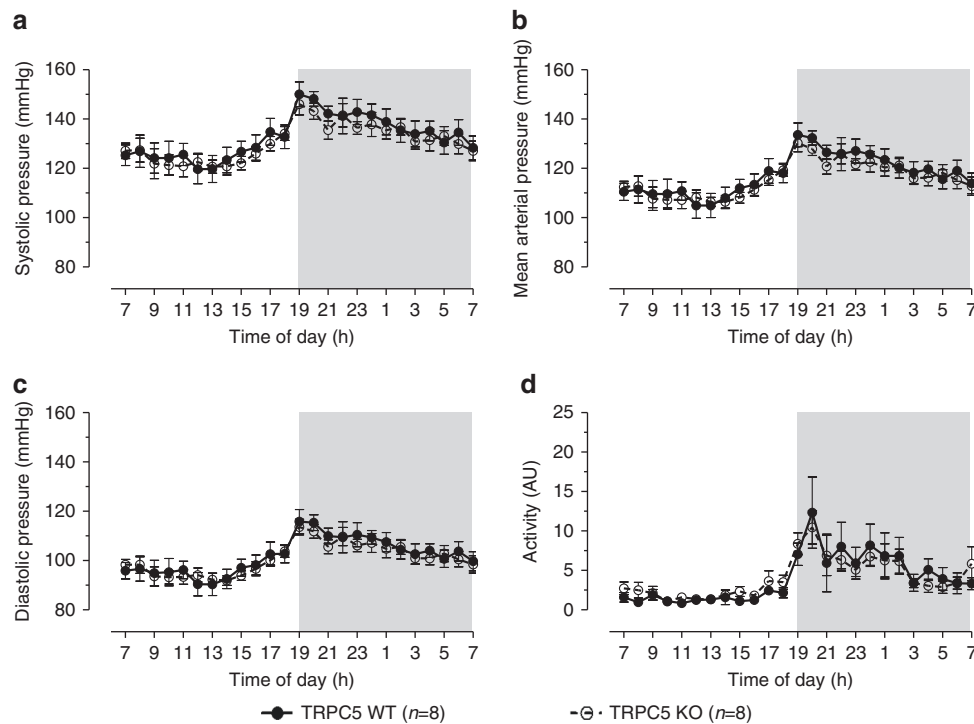 a
Systolic pressure (mmHg)
160
140
120
100
80
7 9 11 13 15 17 19 21 23 1 3 5 7
Time of day (h)
b
Mean arterial pressure (mmHg)
160
140
120
100
80
7 9 11 13 15 17 19 21 23 1 3 5 7
Time of day (h)
c
Diastolic pressure (mmHg)
160
140
120
100
80
7 9 11 13 15 17 19 21 23 1 3 5 7
Time of day (h)
d
Activity (AU)
25
20
15
10
5
0
7 9 11 13 15 17 19 21 23 1 3 5 7
Time of day (h)
TRPC5 WT (n=8)
TRPC5 KO (n=8)